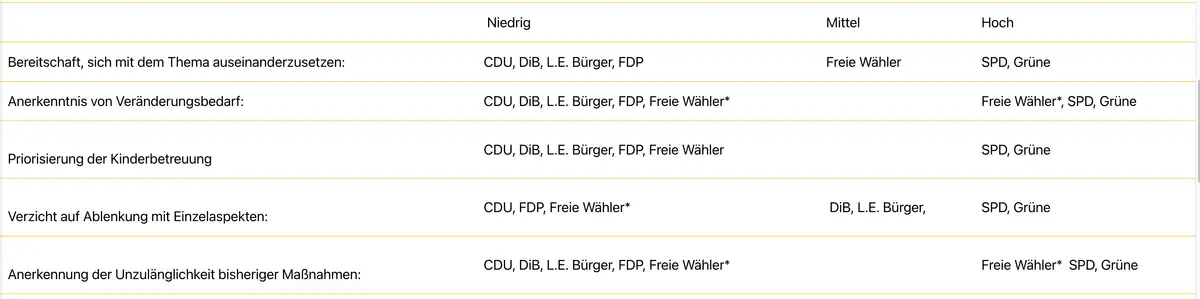 Niedrig Mittel Hoch
Bereitschaft, sich mit dem Thema auseinanderzusetzen: CDU, DiB, L.E. Bürger, FDP Freie Wähler SPD, Grüne
Anerkenntnis von Veränderungsbedarf: CDU, DiB, L.E. Bürger, FDP, Freie Wähler* Freie Wähler*, SPD, Grüne
Priorisierung der Kinderbetreuung CDU, DiB, L.E. Bürger, FDP, Freie Wähler SPD, Grüne
Verzicht auf Ablenkung mit Einzelaspekten: CDU, FDP, Freie Wähler* DiB, L.E. Bürger, SPD, Grüne
Anerkennung der Unzulänglichkeit bisheriger Maßnahmen: CDU, DiB, L.E. Bürger, FDP, Freie Wähler* Freie Wähler* SPD, Grüne